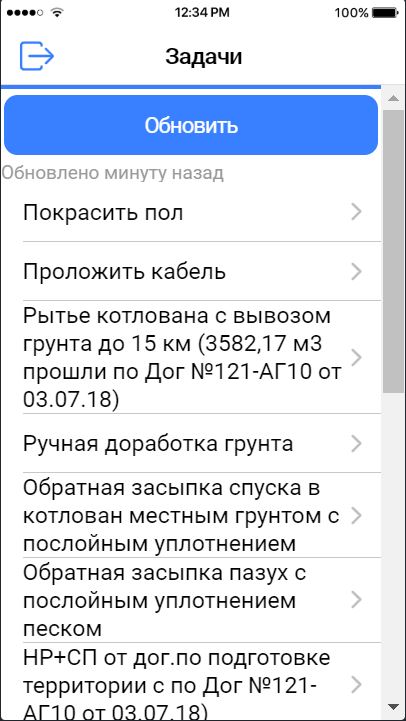 12:34 PM
100%
Задачи
Обновить
Обновлено минуту назад
Покрасить пол
Проложить кабель
Рытье котлована с вывозом
грунта до 15 км (3582,17 м3
прошли по Дог №121-АГ10 от
03.07.18)
Ручная доработка грунта
Обратная засыпка спуска в
котлован местным грунтом с
послойным уплотнением
Обратная засыпка пазух с
послойным уплотнением
песком
НР+СП от дог.по подготовке
территории с по Дог №121-
АГ10 от 03.07.18)